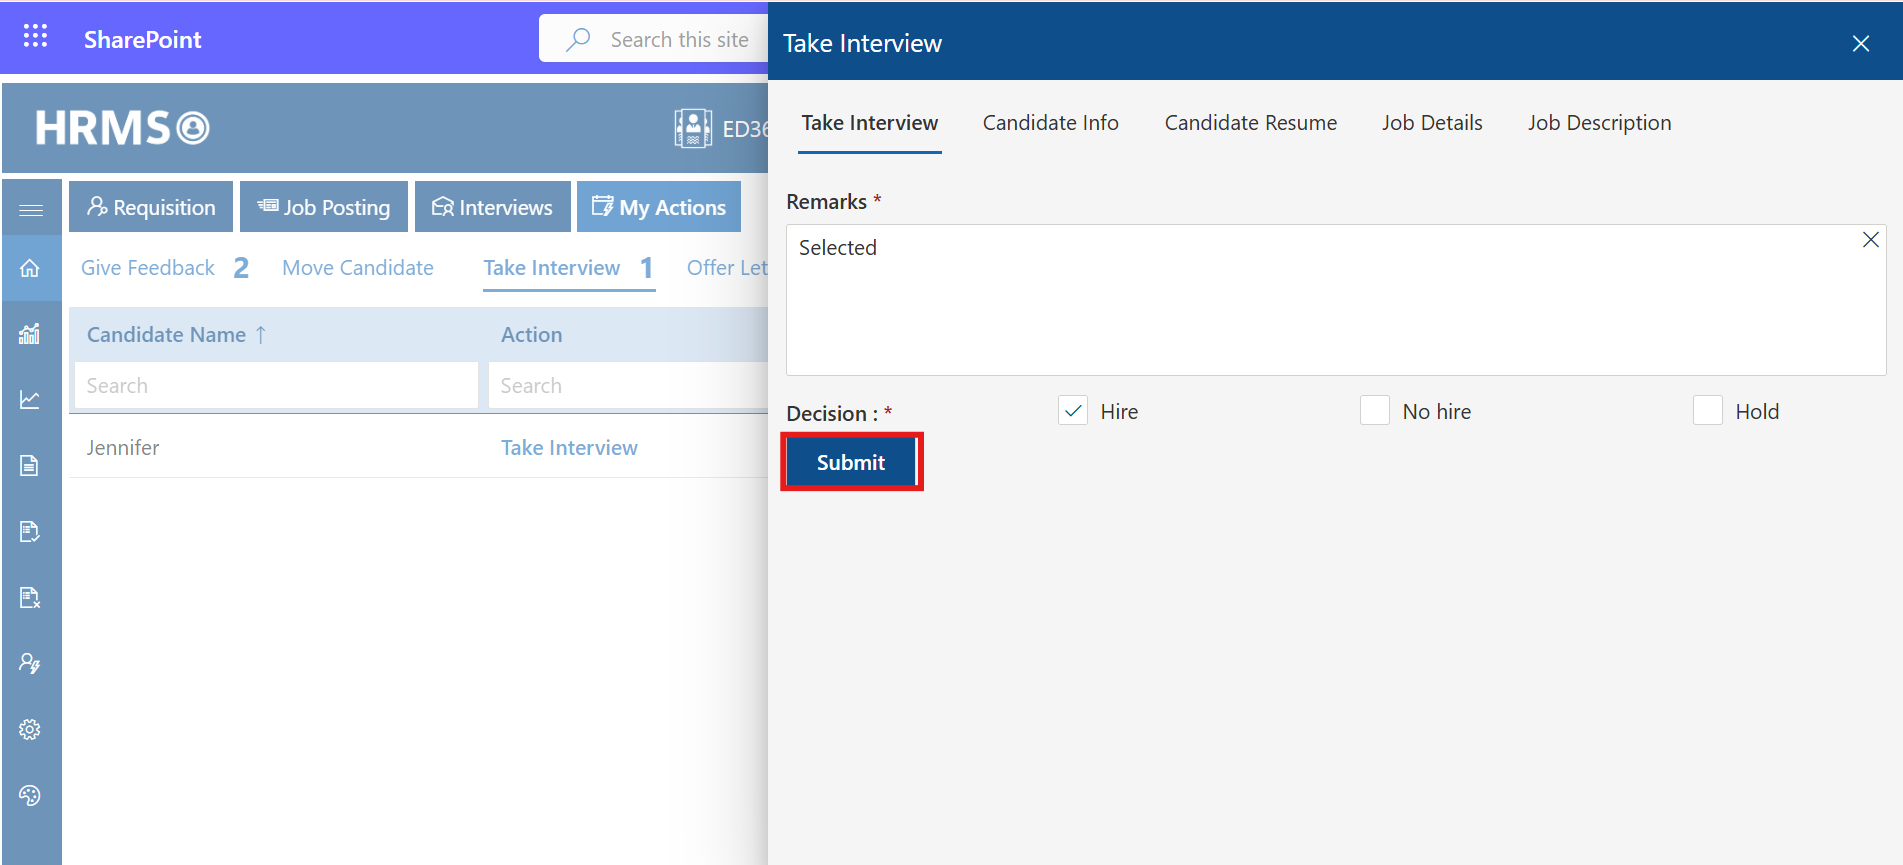 SharePoint
Search this site
HRMS
ED36
Requisition
Job Posting
Interviews
My Actions
Give Feedback 2
Move Candidate
Take Interview 1
Offer Let
Candidate Name ↑
Action
Search
Search
Jennifer
Take Interview
Take Interview
Take Interview
Candidate Info
Candidate Resume
Job Details
Job Description
Remarks *
Selected
Decision : *
Hire
No hire
Hold
Submit